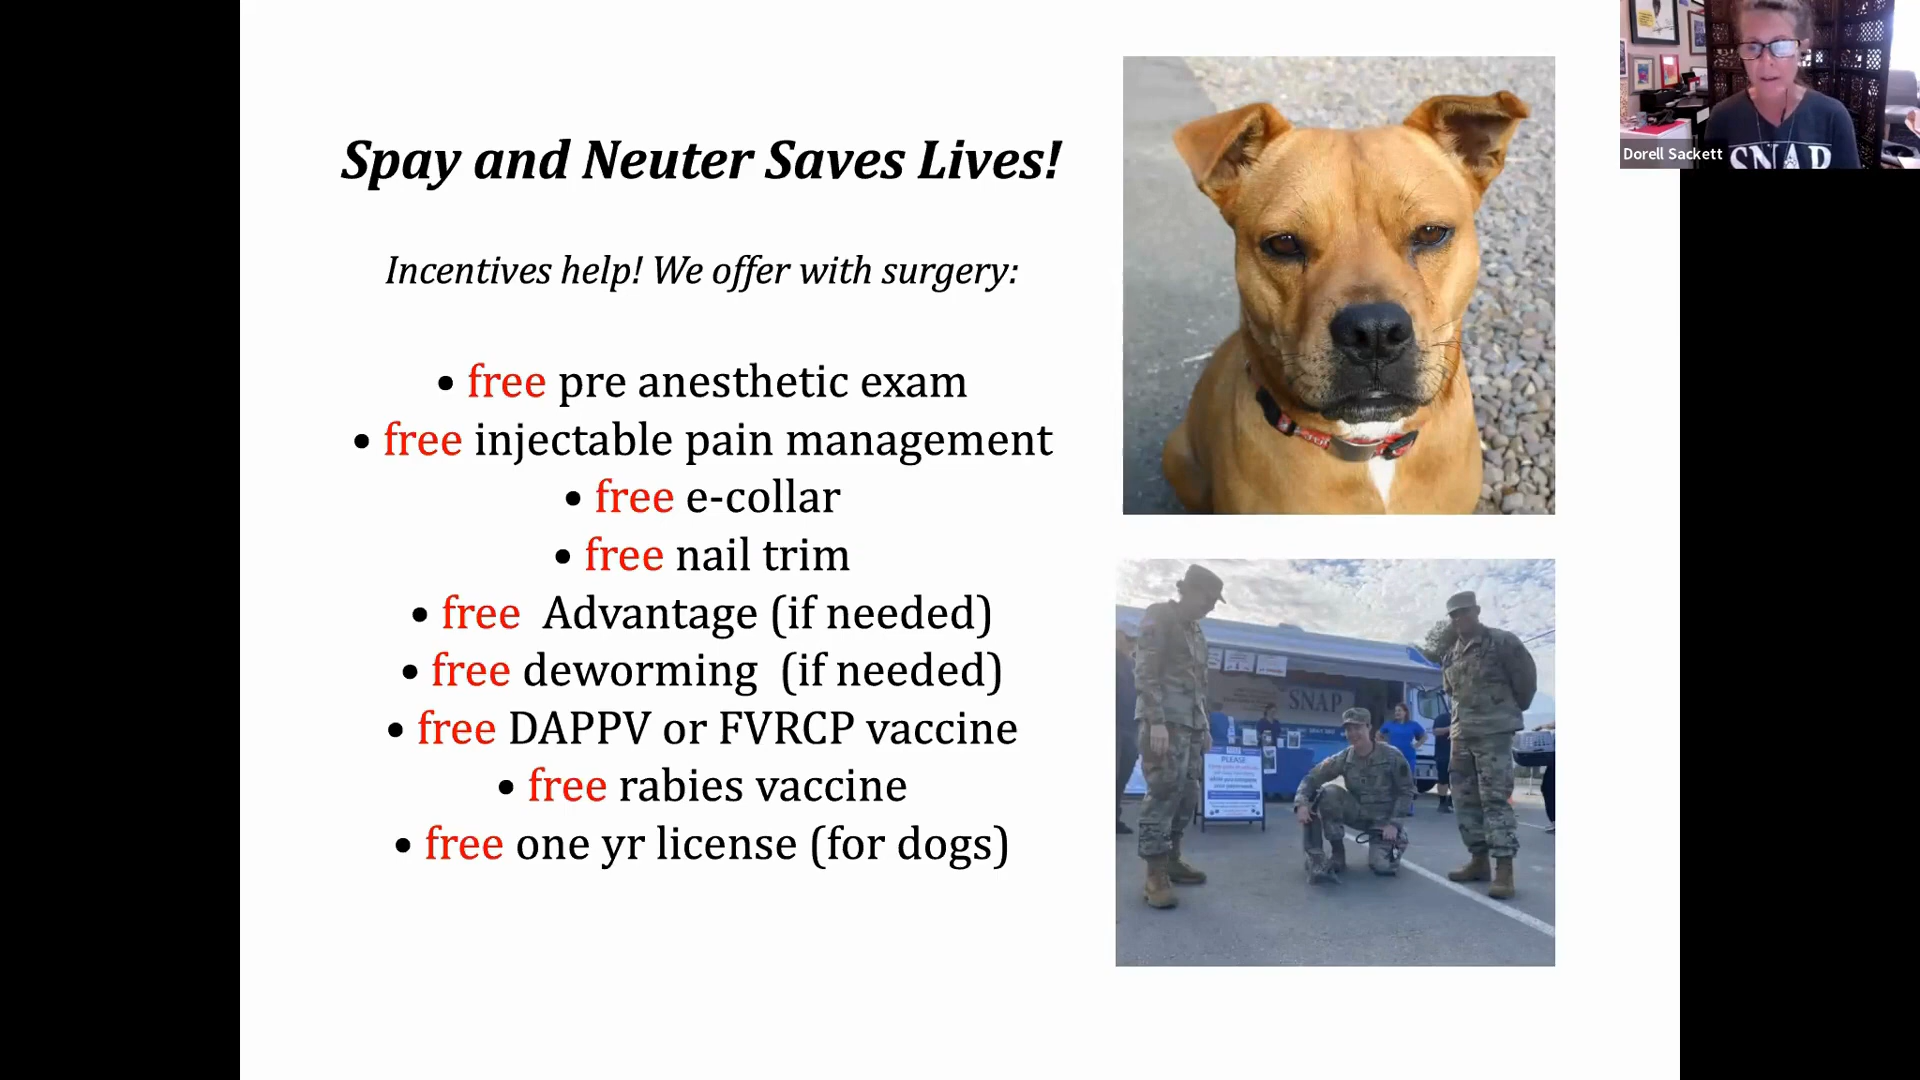 Spay and Neuter Saves Lives!
Incentives help! We offer with surgery:
• free pre anesthetic exam
• free injectable pain management
• free e-collar
• free nail trim
• free Advantage (if needed)
• free deworming (if needed)
• free DAPPV or FVRCP vaccine
• free rabies vaccine
• free one yr license (for dogs)
Dorell Sackett
SNAP
SNAP
PLEASE